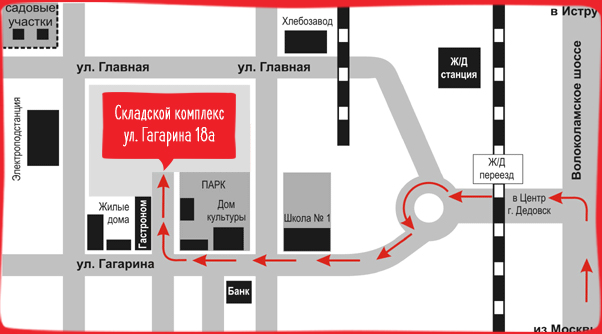 садовые
участки
Хлебозавод
в Истру
ул. Главная
ул. Главная
Ж/Д
станция
Волоколамское шоссе
Электроподстанция
Складской комплекс
ул. Гагарина 18а
Ж/Д
переезд
ПАРК
Дом
культуры
Жилые
дома
Гастроном
Школа № 1
в Центр
г. Дедовск
ул. Гагарина
Банк
из Москвы